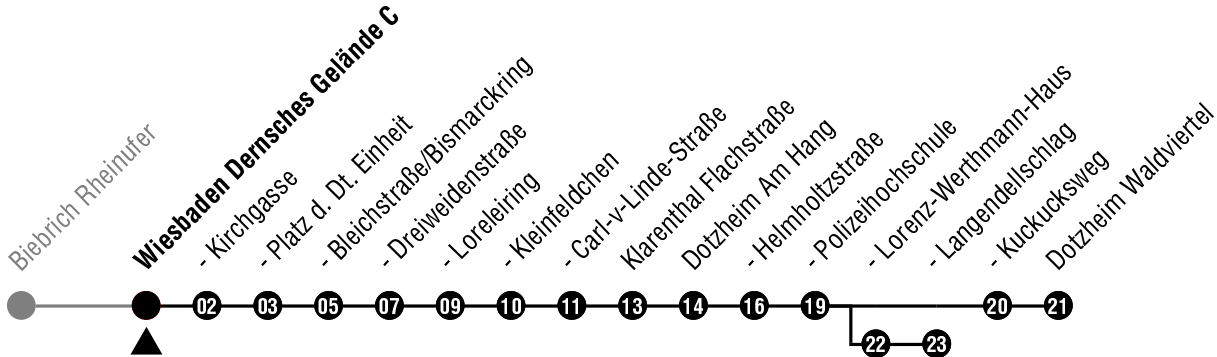 Biebrich Rheinufer
Wiesbaden Dernsches Gelände C
- Kirchgasse
- Platz d. Dt. Einheit
- Bleichstraße/Bismarckring
- Dreiweidenstraße
- Loreleiring
- Kleinfeldchen
- Carl-v-Linde-Straße
Klarenthal Flachstraße
Dotzheim Am Hang
- Helmholtzstraße
- Polizeihochschule
- Lorenz-Werthmann-Haus
- Langendellschlag
- Kuckucksweg
Dotzheim Waldviertel
02 03 05 07 09 10 11 13 14 16 19 20 21
22 23